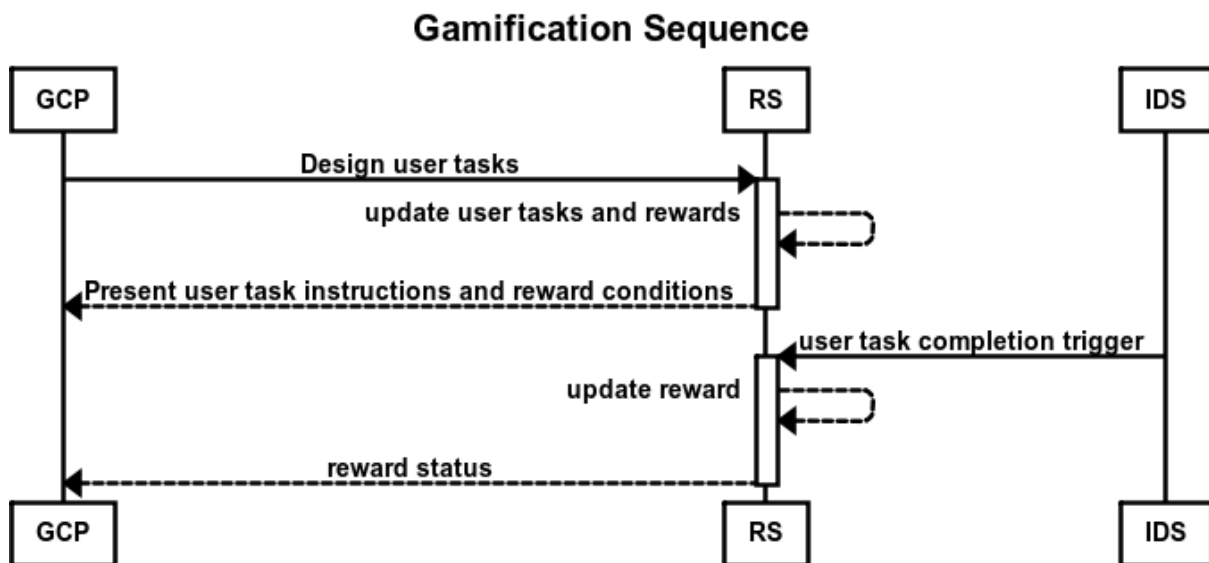 Gamification Sequence
GCP
RS
IDS
Design user tasks
update user tasks and rewards
Present user task instructions and reward conditions
user task completion trigger
update reward
reward status
GCP
RS
IDS